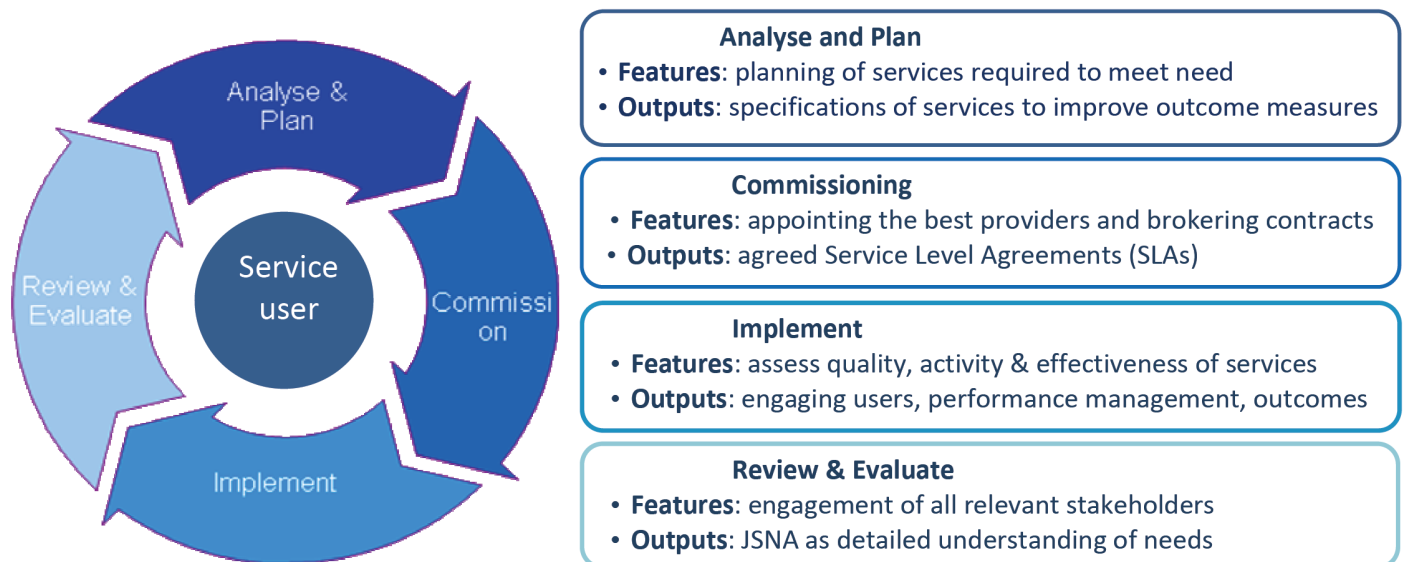 Analyse &
Plan
Commissi
on
Implement
Review &
Evaluate
Service
user
Analyse and Plan
• Features: planning of services required to meet need
• Outputs: specifications of services to improve outcome measures
Commissioning
• Features: appointing the best providers and brokering contracts
• Outputs: agreed Service Level Agreements (SLAs)
Implement
• Features: assess quality, activity & effectiveness of services
• Outputs: engaging users, performance management, outcomes
Review & Evaluate
• Features: engagement of all relevant stakeholders
• Outputs: JSNA as detailed understanding of needs